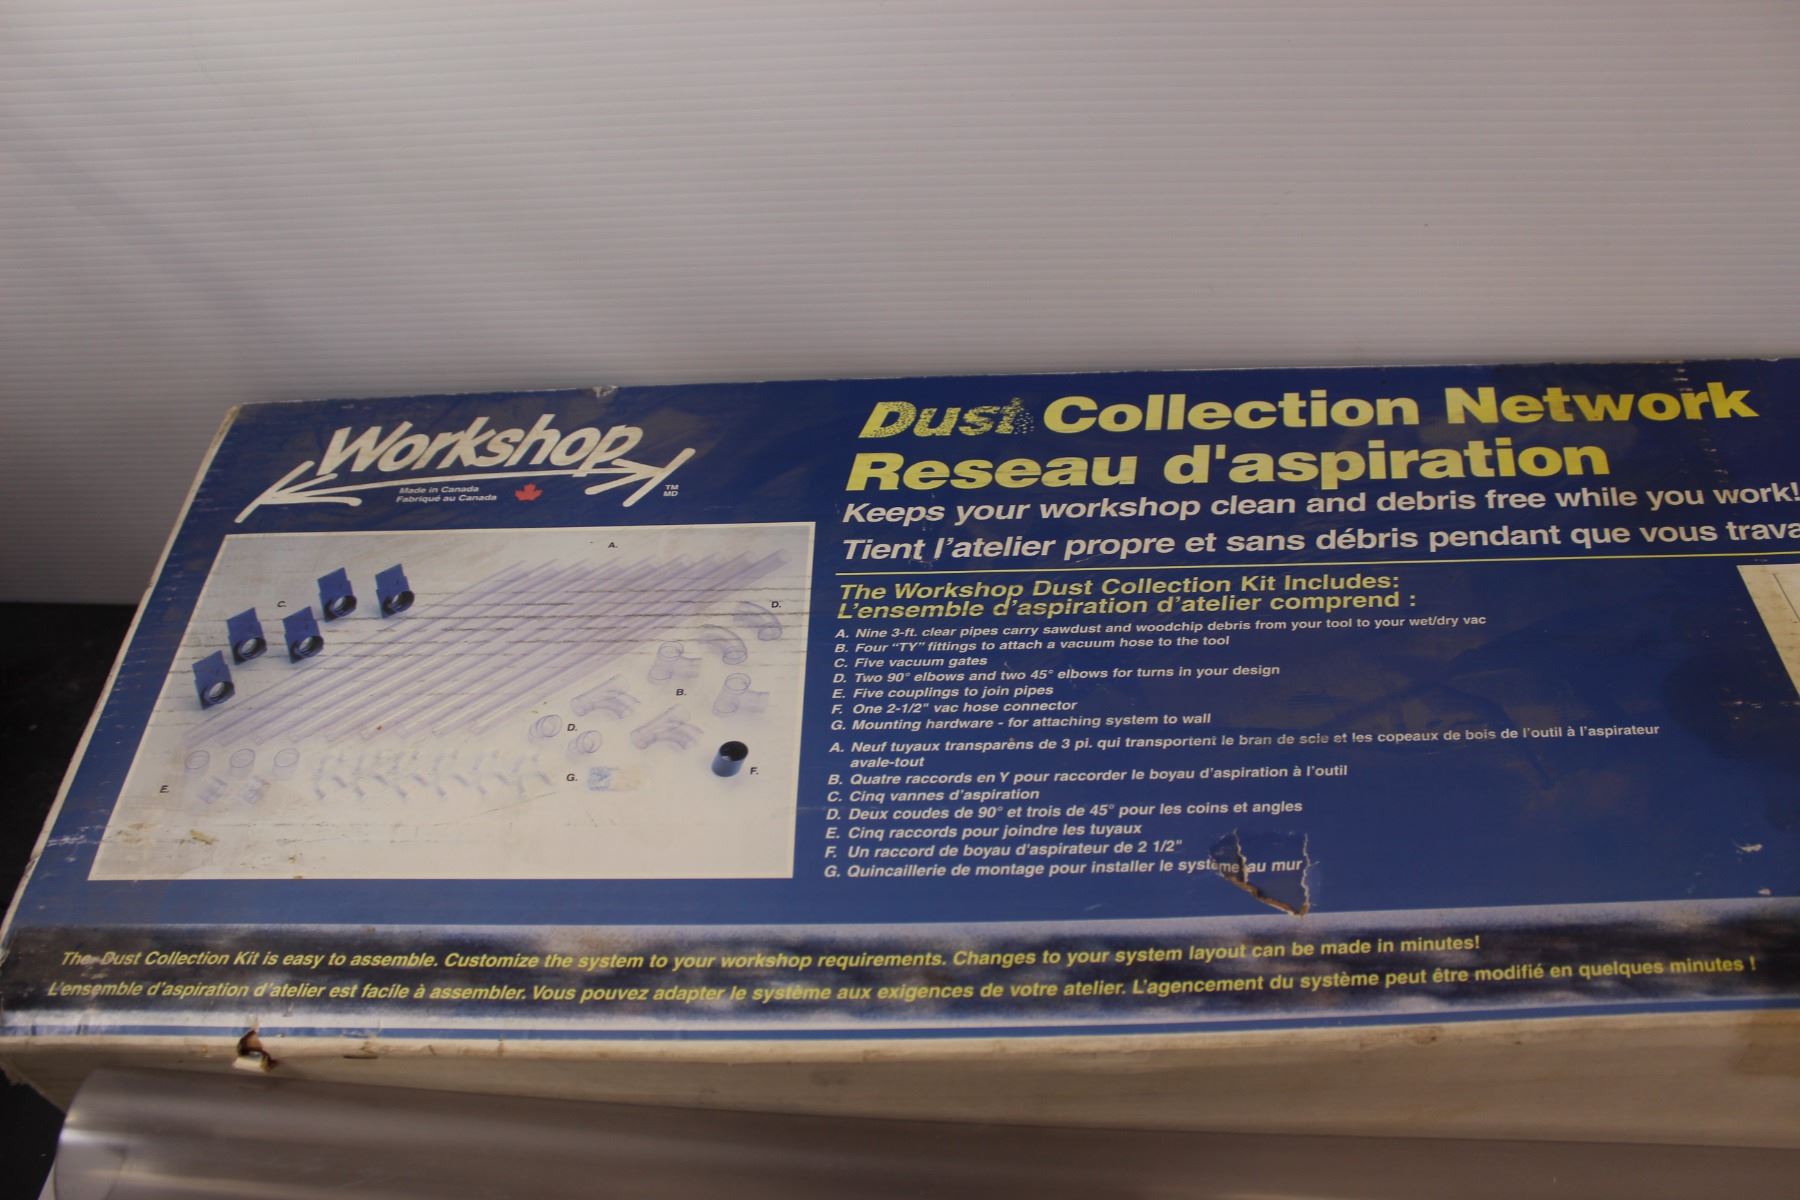 Workshop
Made in Canada
Fabriqué au Canada
TM
MD
Dust Collection Network
Reseau d'aspiration
Keeps your workshop clean and debris free while you work!
Tient l'atelier propre et sans débris pendant que vous
The Workshop Dust Collection Kit Includes:
L'ensemble d'aspiration d'atelier comprend :
A. Nine 3-ft. clear pipes carry sawdust and woodchip debris from your tool to your wet/dry vac
B. Four "TY" fittings to attach a vacuum hose to the tool
C. Five vacuum gates
D. Two 90° elbows and two 45° elbows for turns in your design
E. Five couplings to join pipes
F. One 2-1/2" vac hose connector
G. Mounting hardware - for attaching system to wall
A. Neuf tuyaux transparèns de 3 pi. qui transportent le bran de scie et les copeaux de bois de l'outil à l'aspirateur
avale-tout
B. Quatre raccords en Y pour raccorder le boyau d'aspiration à l'outil
C. Cinq vannes d'aspiration
D. Deux coudes de 90° et trois de 45° pour les coins et angles
E. Cinq raccords pour joindre les tuyaux
F. Un raccord de boyau d'aspirateur de 2 1/2"
G. Quincaillerie de montage pour installer le système au mur
A.
C.
D.
B.
D.
G.
F.
E.
The Dust Collection Kit is easy to assemble. Customize the system to your workshop requirements. Changes to your system layout can be made in minutes!
L'ensemble d'aspiration d'atelier est facile à assembler. Vous pouvez adapter le système aux exigences de votre atelier. L'agencement du système peut être modifié en quelques minutes !